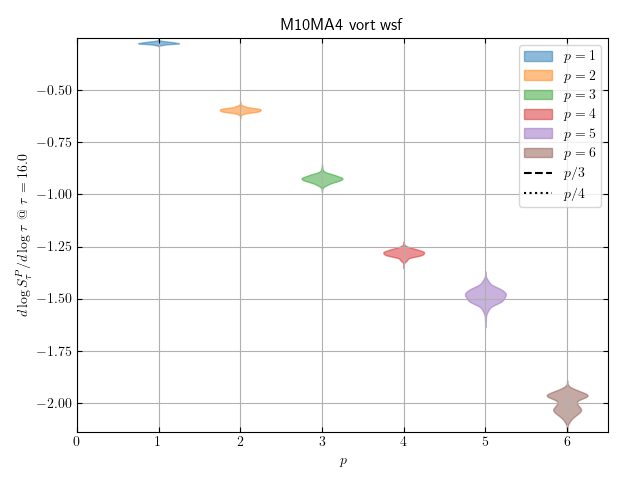 M10MA4 vort wsf
d log S_τ^P / d log τ @ τ = 16.0
−0.50
−0.75
−1.00
−1.25
−1.50
−1.75
−2.00
0 1 2 3 4 5 6
p
p = 1
p = 2
p = 3
p = 4
p = 5
p = 6
p/3
p/4